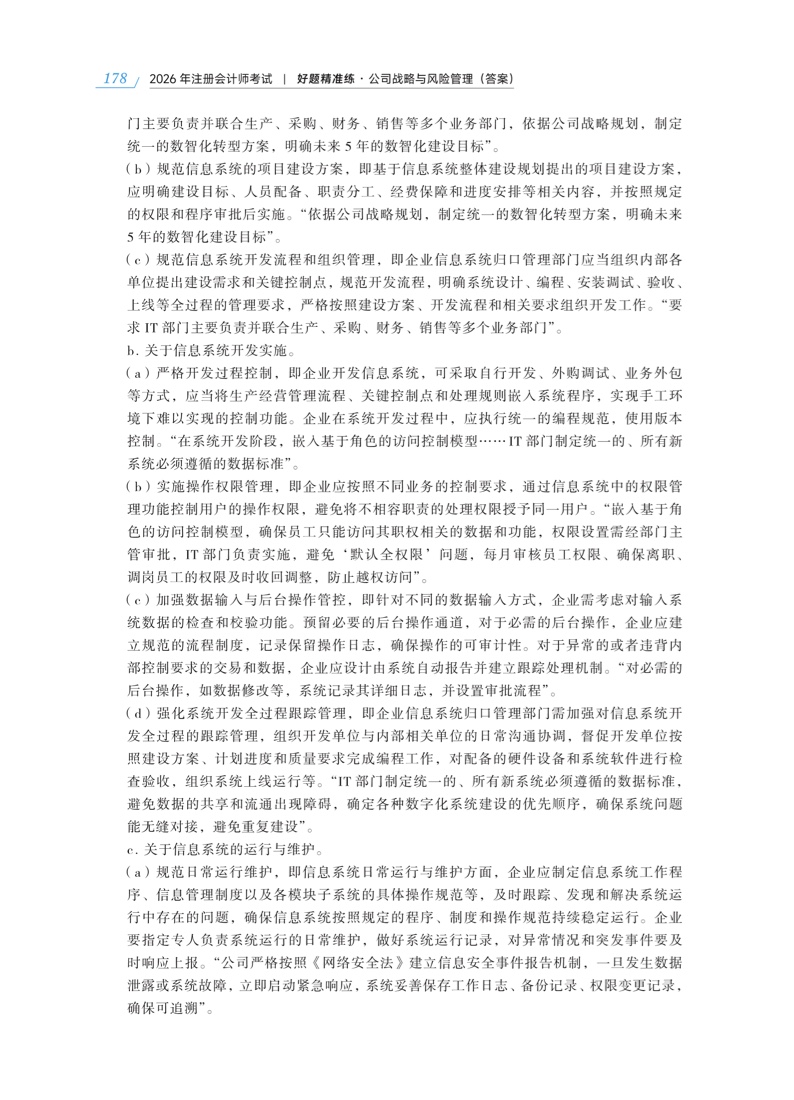 178 2026 年注册会计师考试 | 好题精准练·公司战略与风险管理（答案）
门主要负责并联合生产、采购、财务、销售等多个业务部门，依据公司战略规划，制定
统一的数智化转型方案，明确未来 5 年的数智化建设目标”。
（b）规范信息系统的项目建设方案，即基于信息系统整体建设规划提出的项目建设方案，
应明确建设目标、人员配备、职责分工、经费保障和进度安排等相关内容，并按照规定
的权限和程序审批后实施。“依据公司战略规划，制定统一的数智化转型方案，明确未来
5 年的数智化建设目标”。
（c）规范信息系统开发流程和组织管理，即企业信息系统归口管理部门应当组织内部各
单位提出建设需求和关键控制点，规范开发流程，明确系统设计、编程、安装调试、验收、
上线等全过程的管理要求，严格按照建设方案、开发流程和相关要求组织开发工作。“要
求 IT 部门主要负责并联合生产、采购、财务、销售等多个业务部门”。
b. 关于信息系统开发实施。
（a）严格开发过程控制，即企业开发信息系统，可采取自行开发、外购调试、业务外包
等方式，应当将生产经营管理流程、关键控制点和处理规则嵌入系统程序，实现手工环
境下难以实现的控制功能。企业在系统开发过程中，应执行统一的编程规范，使用版本
控制。“在系统开发阶段，嵌入基于角色的访问控制模型……IT 部门制定统一的、所有新
系统必须遵循的数据标准”。
（b）实施操作权限管理，即企业应按照不同业务的控制要求，通过信息系统中的权限管
理功能控制用户的操作权限，避免将不相容职责的处理权限授予同一用户。“嵌入基于角
色的访问控制模型，确保员工只能访问其职权相关的数据和功能，权限设置需经部门主
管审批，IT 部门负责实施，避免‘默认全权限’问题，每月审核员工权限、确保离职、
调岗员工的权限及时收回调整，防止越权访问”。
（c）加强数据输入与后台操作管控，即针对不同的数据输入方式，企业需考虑对输入系
统数据的检查和校验功能。预留必要的后台操作通道，对于必需的后台操作，企业应建
立规范的流程制度，记录保留操作日志，确保操作的可审计性。对于异常的或者违背内
部控制要求的交易和数据，企业应设计由系统自动报告并建立跟踪处理机制。“对必需的
后台操作，如数据修改等，系统记录其详细日志，并设置审批流程”。
（d）强化系统开发全过程跟踪管理，即企业信息系统归口管理部门需加强对信息系统开
发全过程的跟踪管理，组织开发单位与内部相关单位的日常沟通协调，督促开发单位按
照建设方案、计划进度和质量要求完成编程工作，对配备的硬件设备和系统软件进行检
查验收，组织系统上线运行等。“IT 部门制定统一的、所有新系统必须遵循的数据标准，
避免数据的共享和流通出现障碍，确定各种数字化系统建设的优先顺序，确保系统问题
能无缝对接，避免重复建设”。
c. 关于信息系统的运行与维护。
（a）规范日常运行维护，即信息系统日常运行与维护方面，企业应制定信息系统工作程
序、信息管理制度以及各模块子系统的具体操作规范等，及时跟踪、发现和解决系统运
行中存在的问题，确保信息系统按照规定的程序、制度和操作规范持续稳定运行。企业
要指定专人负责系统运行的日常维护，做好系统运行记录，对异常情况和突发事件要及
时响应上报。“公司严格按照《网络安全法》建立信息安全事件报告机制，一旦发生数据
泄露或系统故障，立即启动紧急响应，系统妥善保存工作日志、备份记录、权限变更记录，
确保可追溯”。